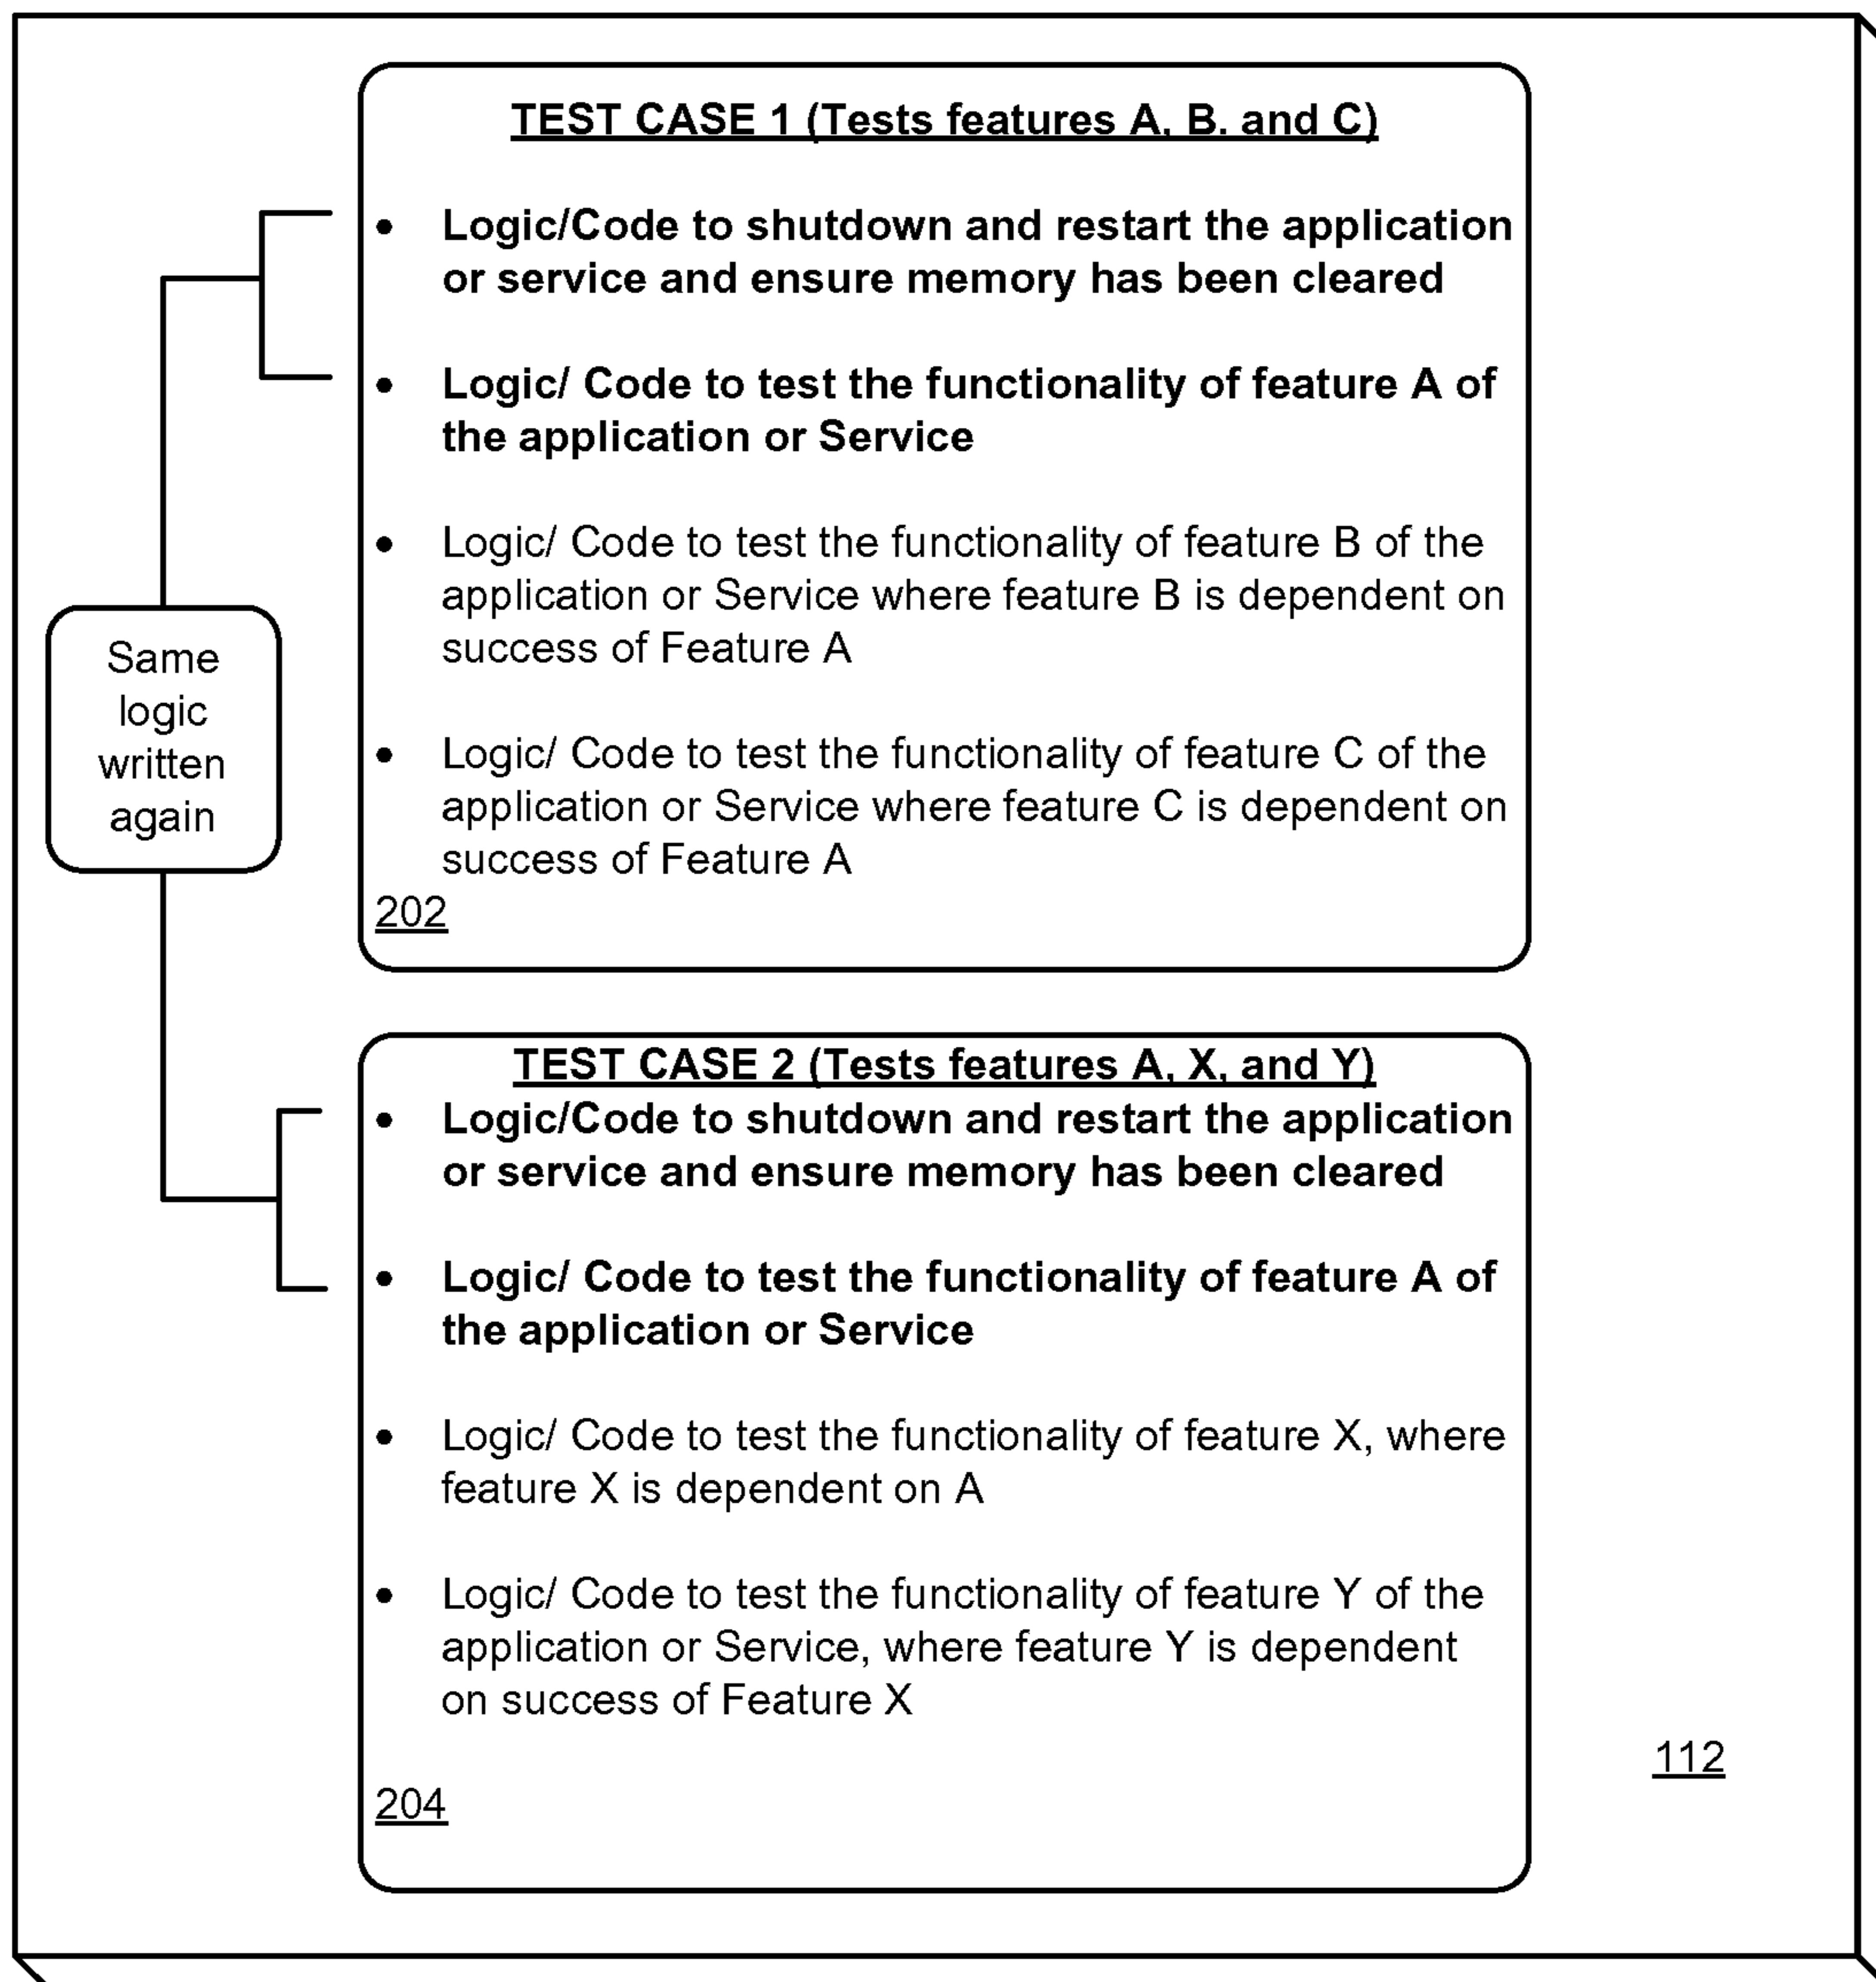 TEST CASE 1 (Tests features A, B. and C)
• Logic/Code to shutdown and restart the application
or service and ensure memory has been cleared
• Logic/ Code to test the functionality of feature A of
the application or Service
• Logic/ Code to test the functionality of feature B of the
application or Service where feature B is dependent on
success of Feature A
• Logic/ Code to test the functionality of feature C of the
application or Service where feature C is dependent on
success of Feature A
202
Same
logic
written
again
TEST CASE 2 (Tests features A, X, and Y)
• Logic/Code to shutdown and restart the application
or service and ensure memory has been cleared
• Logic/ Code to test the functionality of feature A of
the application or Service
• Logic/ Code to test the functionality of feature X, where
feature X is dependent on A
• Logic/ Code to test the functionality of feature Y of the
application or Service, where feature Y is dependent
on success of Feature X
204
112